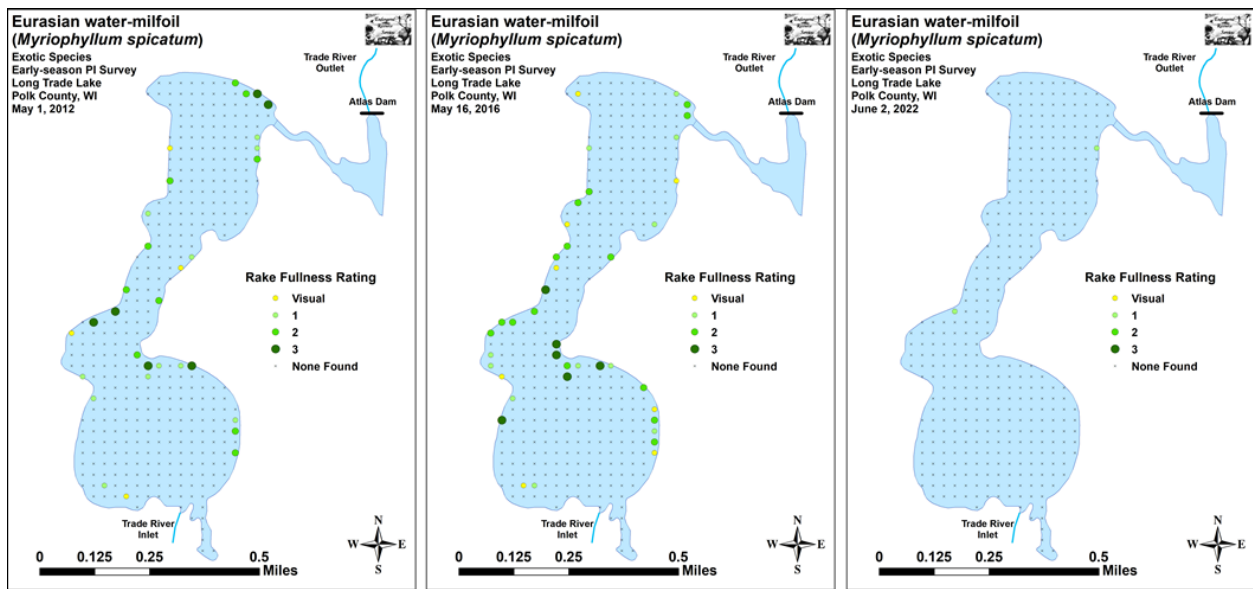 Eurasian water-milfoil
(Myriophyllum spicatum)
Exotic Species
Early-season PI Survey
Long Trade Lake
Polk County, WI
May 1, 2012
Trade River
Outlet
Atlas Dam
Rake Fullness Rating
Visual
1
2
3
None Found
Trade River
Inlet
N
W E
S
0 0.125 0.25 0.5
Miles
Eurasian water-milfoil
(Myriophyllum spicatum)
Exotic Species
Early-season PI Survey
Long Trade Lake
Polk County, WI
May 16, 2016
Trade River
Outlet
Atlas Dam
Rake Fullness Rating
Visual
1
2
3
None Found
Trade River
Inlet
N
W E
S
0 0.125 0.25 0.5
Miles
Eurasian water-milfoil
(Myriophyllum spicatum)
Exotic Species
Early-season PI Survey
Long Trade Lake
Polk County, WI
June 2, 2022
Trade River
Outlet
Atlas Dam
Rake Fullness Rating
Visual
1
2
3
None Found
Trade River
Inlet
N
W E
S
0 0.125 0.25 0.5
Miles